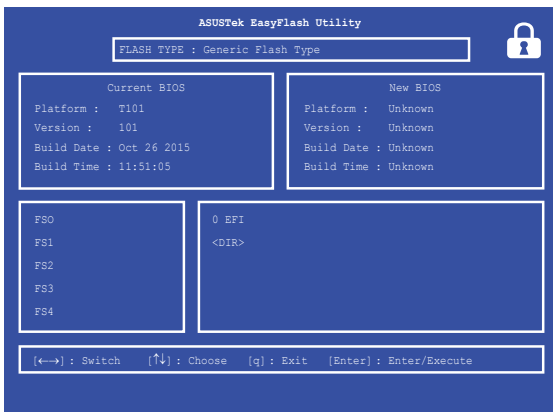 ASUSTek EasyFlash Utility
FLASH TYPE : Generic Flash Type
Current BIOS
Platform : T101
Version : 101
Build Date : Oct 26 2015
Build Time : 11:51:05
New BIOS
Platform : Unknown
Version : Unknown
Build Date : Unknown
Build Time : Unknown
FSO
FS1
FS2
FS3
FS4
0 EFI
<DIR>
[←→] : Switch [↑↓] : Choose [q] : Exit [Enter] : Enter/Execute